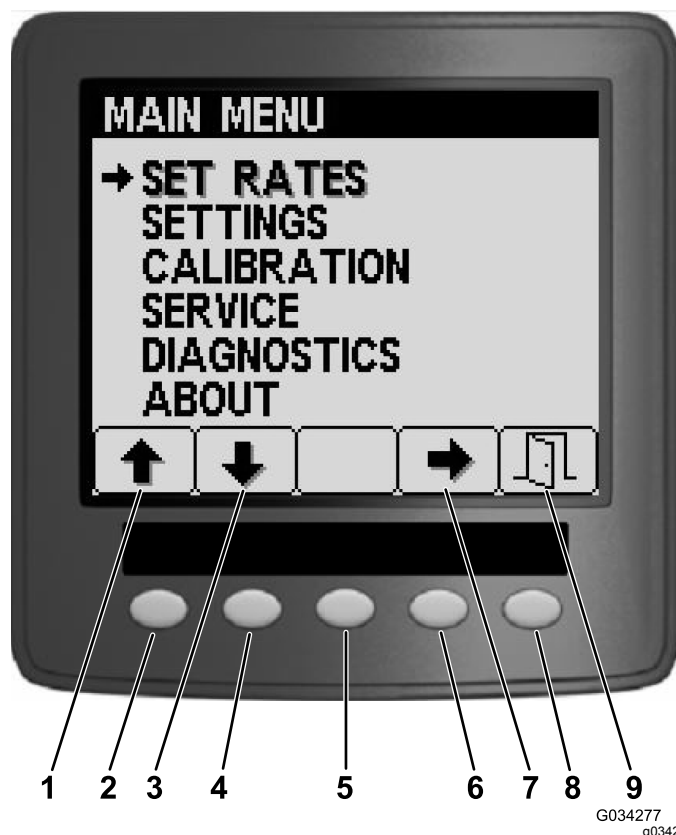 MAIN MENU
SET RATES
SETTINGS
CALIBRATION
SERVICE
DIAGNOSTICS
ABOUT
1 2 3 4 5 6 7 8 9
G034277
g0342